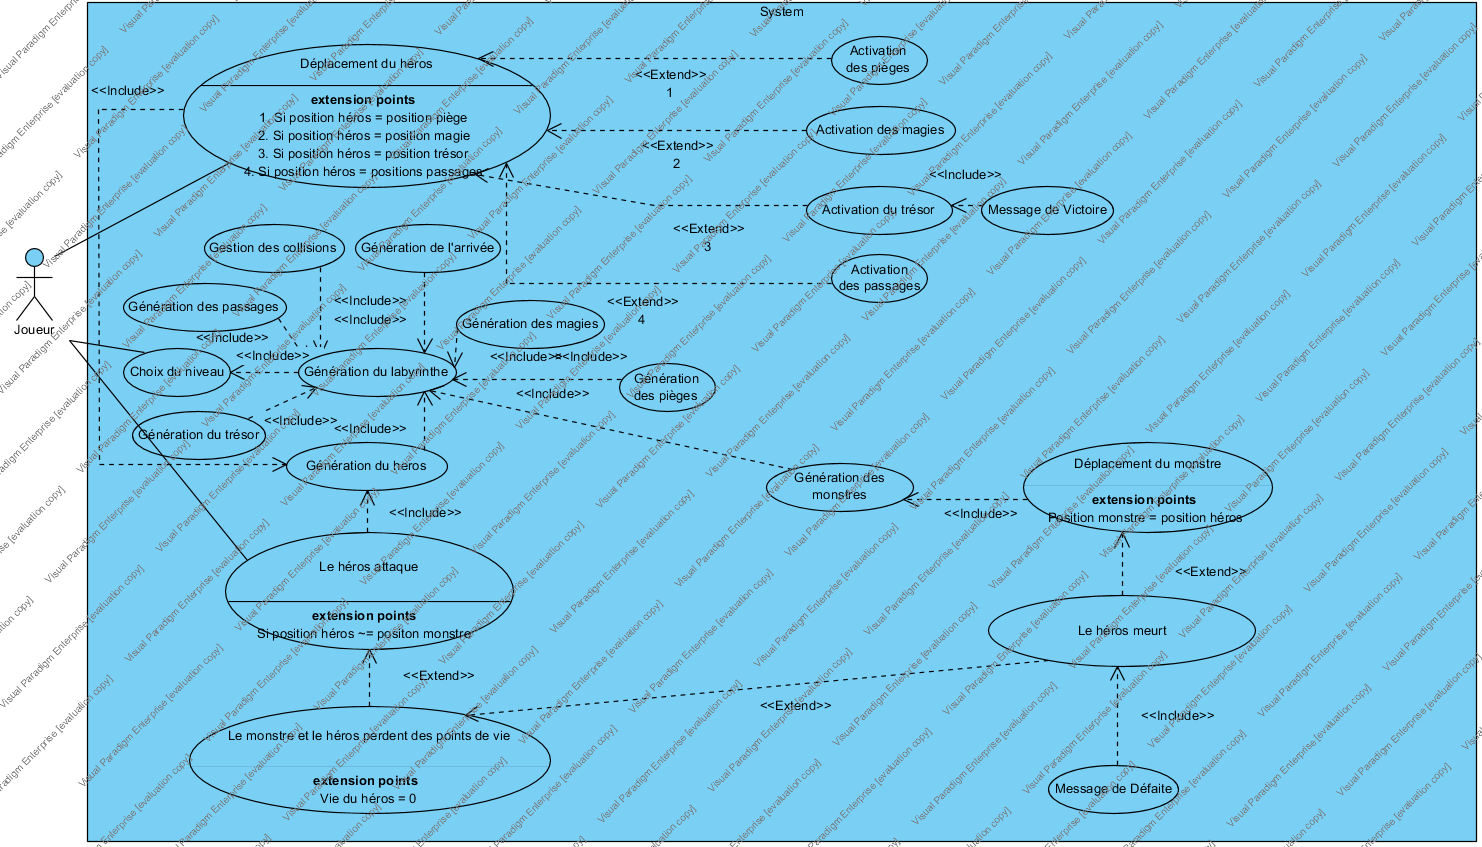 System
Déplacement du héros
extension points
1. Si position héros = position piège
2. Si position héros = position magie
3. Si position héros = position trésor
4. Si position héros = positions passages
<<Include>>
Activation
des pièges
<<Extend>>
1
Activation des magies
<<Extend>>
2
<<Include>>
Activation du trésor
Message de Victoire
<<Extend>>
3
Activation
des passages
<<Extend>>
4
Joueur
Gestion des collisions
Génération de l'arrivée
Génération des passages
<<Include>>
<<Include>>
Génération des magies
<<Include>>
<<Include>>
<<Include>>
<<Include>>
Choix du niveau
Génération du labyrinthe
Génération
des pièges
<<Include>>
<<Include>>
<<Include>>
Génération du trésor
Génération du héros
Génération des
monstres
Déplacement du monstre
extension points
Position monstre = position héros
<<Include>>
<<Include>>
Le héros attaque
extension points
Si position héros ~= positon monstre
<<Extend>>
Le héros meurt
<<Extend>>
<<Extend>>
<<Include>>
Le monstre et le héros perdent des points de vie
extension points
Vie du héros = 0
Message de Défaite
Visual Paradigm Enterprise [evaluation copy]